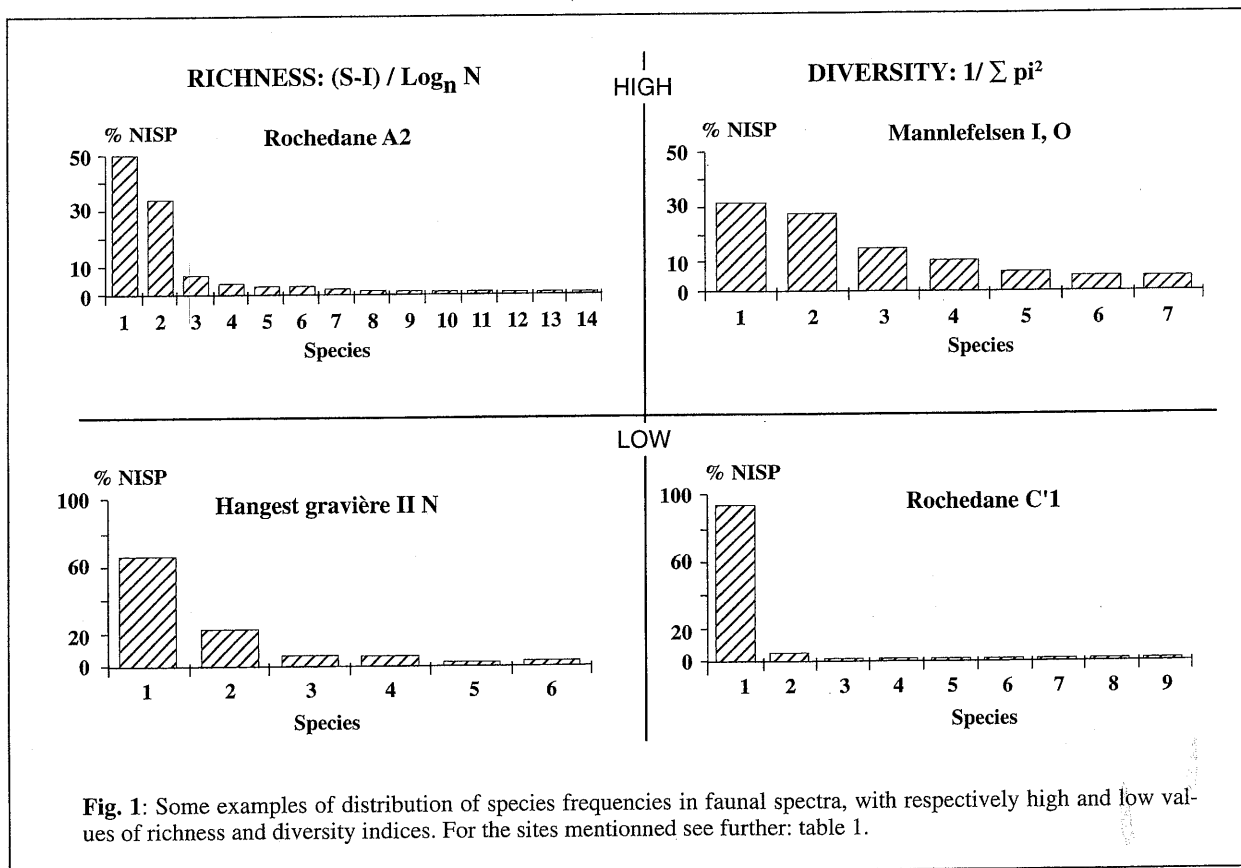 RICHNESS: (S-I) / Logn N
HIGH
DIVERSITY: 1/ ∑ pi²
% NISP
Rochedane A2
50
30
10
0
1 2 3 4 5 6 7 8 9 10 11 12 13 14
Species
% NISP
Mannlefelsen I, O
50
30
10
0
1 2 3 4 5 6 7
Species
LOW
% NISP
Hangest gravière II N
100
60
20
0
1 2 3 4 5 6
Species
% NISP
Rochedane C'1
100
60
20
0
1 2 3 4 5 6 7 8 9
Species
Fig. 1: Some examples of distribution of species frequencies in faunal spectra, with respectively high and low val-
ues of richness and diversity indices. For the sites mentionned see further: table 1.